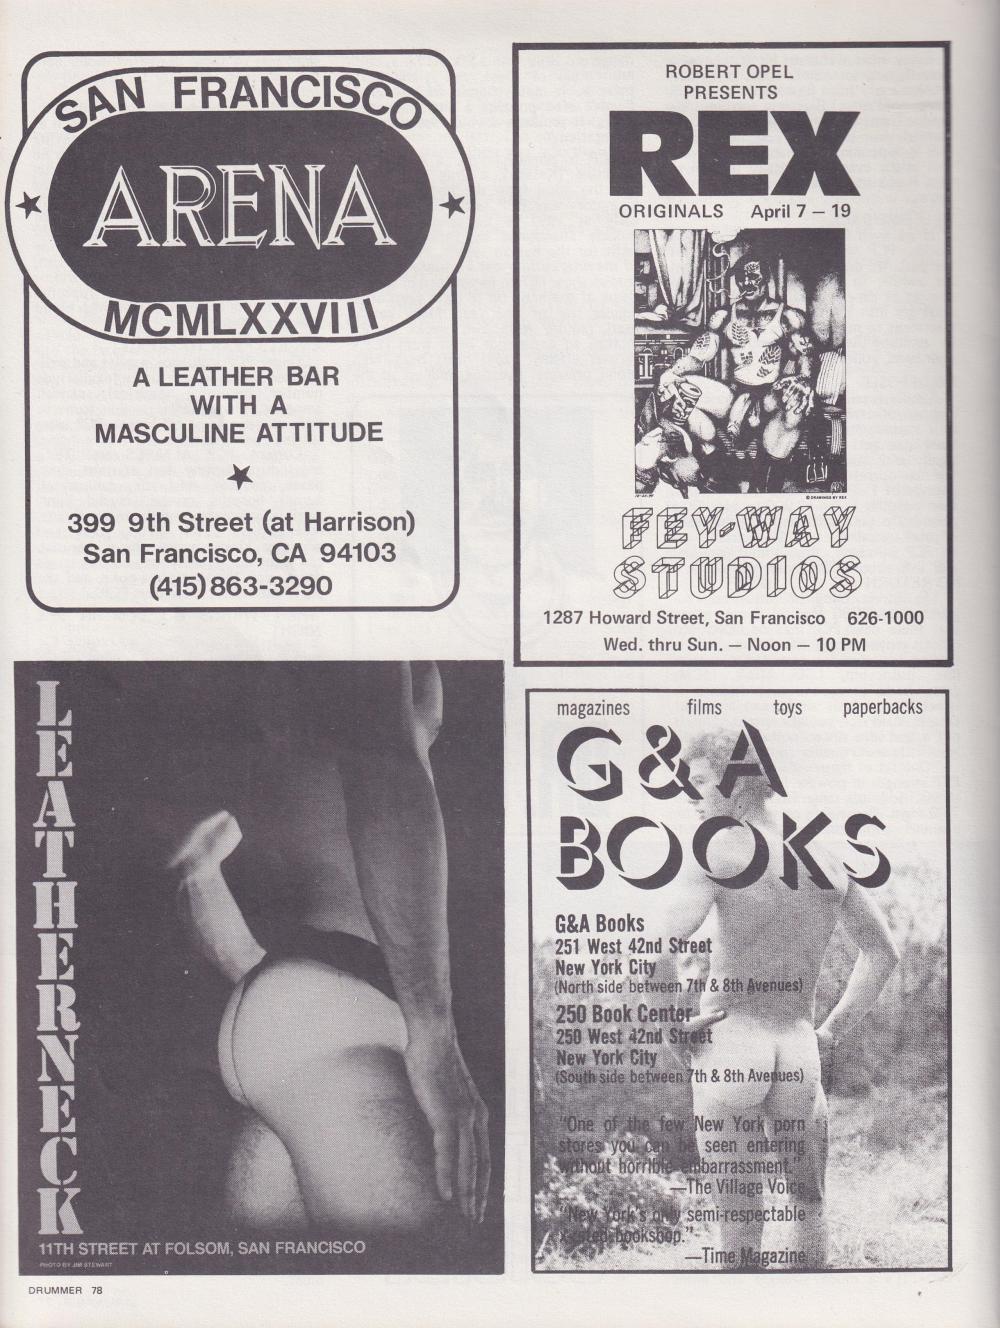 SAN FRANCISCO
ARENA
MCMLXXVIII
A LEATHER BAR
WITH A
MASCULINE ATTITUDE
399 9th Street (at Harrison)
San Francisco, CA 94103
(415) 863-3290
ROBERT OPEL
PRESENTS
REX
ORIGINALS April 7 – 19
© DRAWINGS BY REX
FEY-WAY
STUDIOS
1287 Howard Street, San Francisco 626-1000
Wed. thru Sun. — Noon — 10 PM
LEATHERNECK
11TH STREET AT FOLSOM, SAN FRANCISCO
PHOTO BY JIM STEWART
magazines films toys paperbacks
G&A
BOOKS
G&A Books
251 West 42nd Street
New York City
(North side between 7th & 8th Avenues)
250 Book Center
250 West 42nd Street
New York City
(South side between 7th & 8th Avenues)
"One of the few New York porn
stores you can be seen entering
without horrible embarrassment."
—The Village Voice
"New York's only semi-respectable
X-rated bookshop."
—Time Magazine
DRUMMER 78